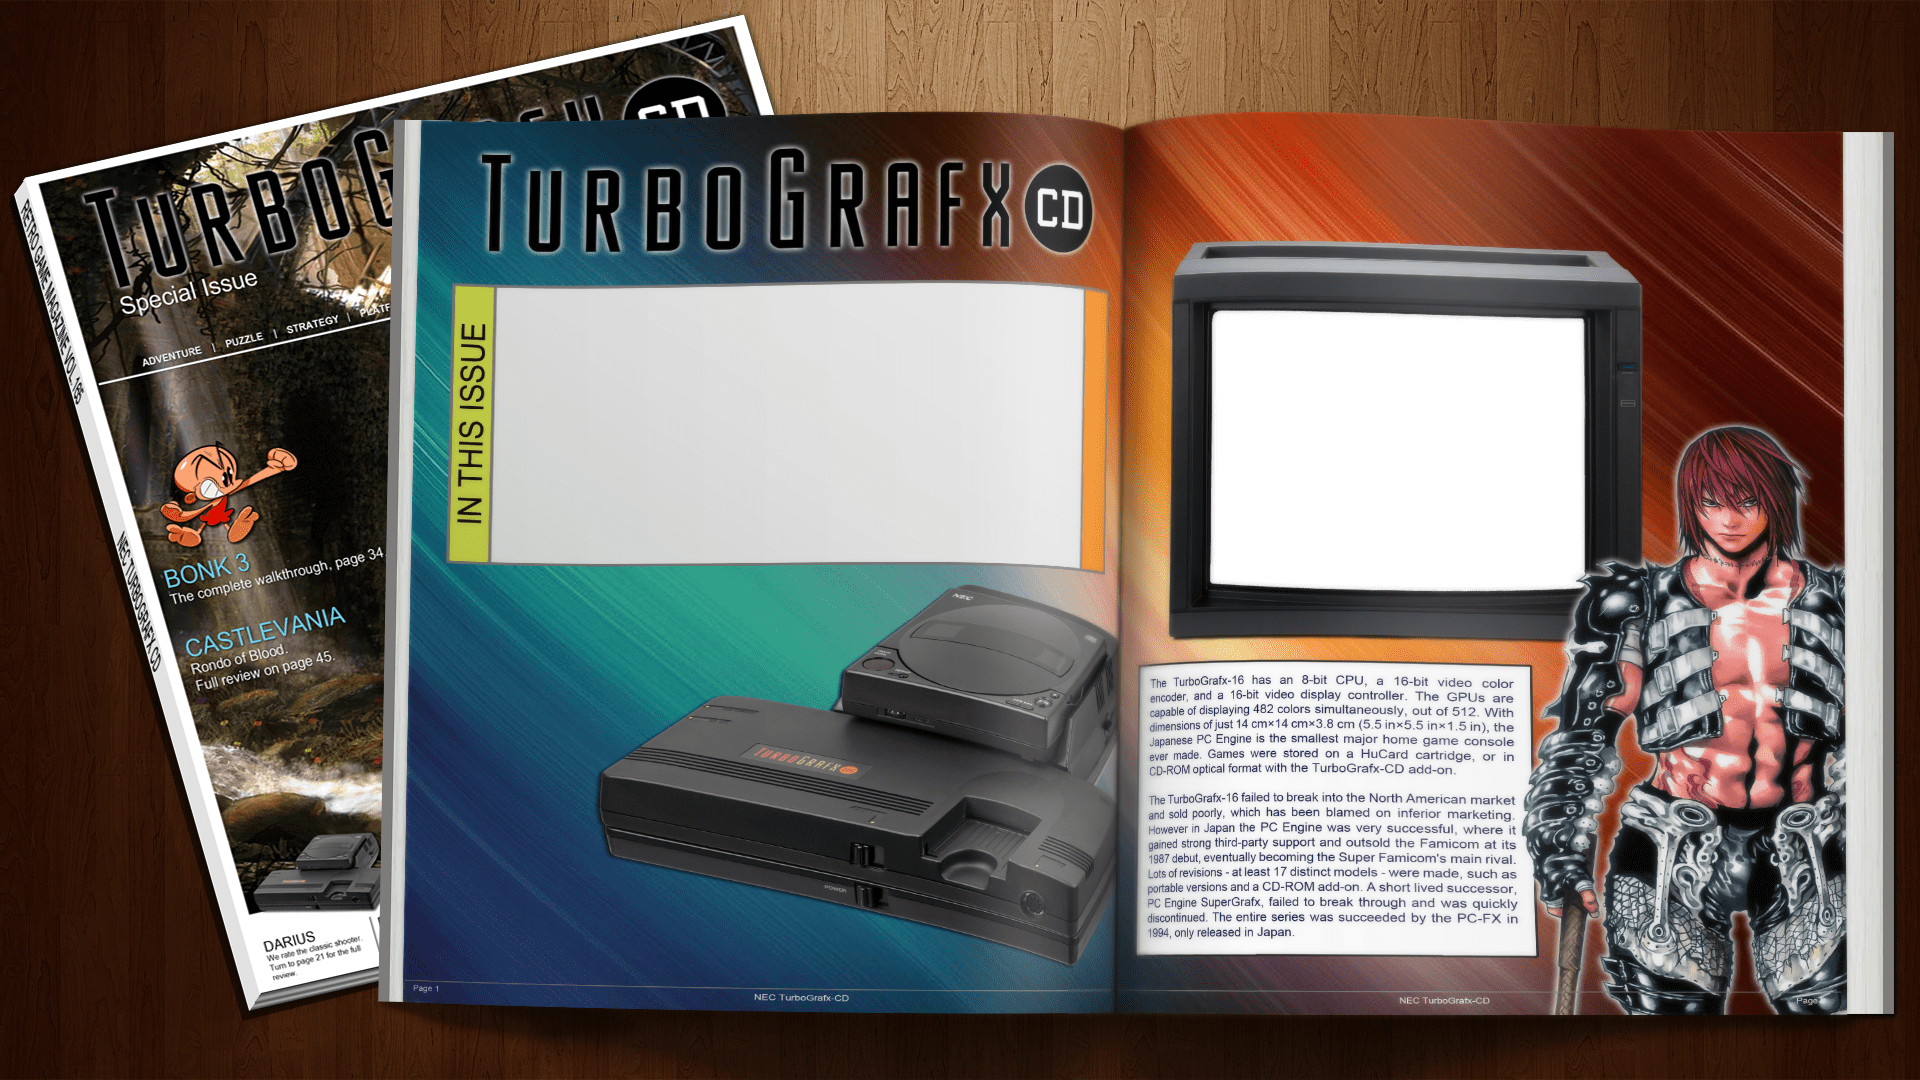 TURBOGRAFX CD
Special Issue
ADVENTURE | PUZZLE | STRATEGY |
RETRO GAME MAGAZINE VOL.
NEC TURBOGRAFX CD
BONK 3
The complete walkthrough, page 34
CASTLEVANIA
Rondo of Blood.
Full review on page 45.
DARIUS
We rate the classic shooter.
Turn to page 21 for the full
review.
TURBOGRAFX CD
IN THIS ISSUE
NEC
TURBOGRAFX
POWER
Page 1
NEC TurboGrafx-CD
The TurboGrafx-16 has an 8-bit CPU, a 16-bit video color
encoder, and a 16-bit video display controller. The GPUs are
capable of displaying 482 colors simultaneously, out of 512. With
dimensions of just 14 cm×14 cm×3.8 cm (5.5 in×5.5 in×1.5 in), the
Japanese PC Engine is the smallest major home game console
ever made. Games were stored on a HuCard cartridge, or in
CD-ROM optical format with the TurboGrafx-CD add-on.
The TurboGrafx-16 failed to break into the North American market
and sold poorly, which has been blamed on inferior marketing.
However in Japan the PC Engine was very successful, where it
gained strong third-party support and outsold the Famicom at its
1987 debut, eventually becoming the Super Famicom's main rival.
Lots of revisions - at least 17 distinct models - were made, such as
portable versions and a CD-ROM add-on. A short lived successor,
PC Engine SuperGrafx, failed to break through and was quickly
discontinued. The entire series was succeeded by the PC-FX in
1994, only released in Japan.
NEC TurboGrafx-CD
Page